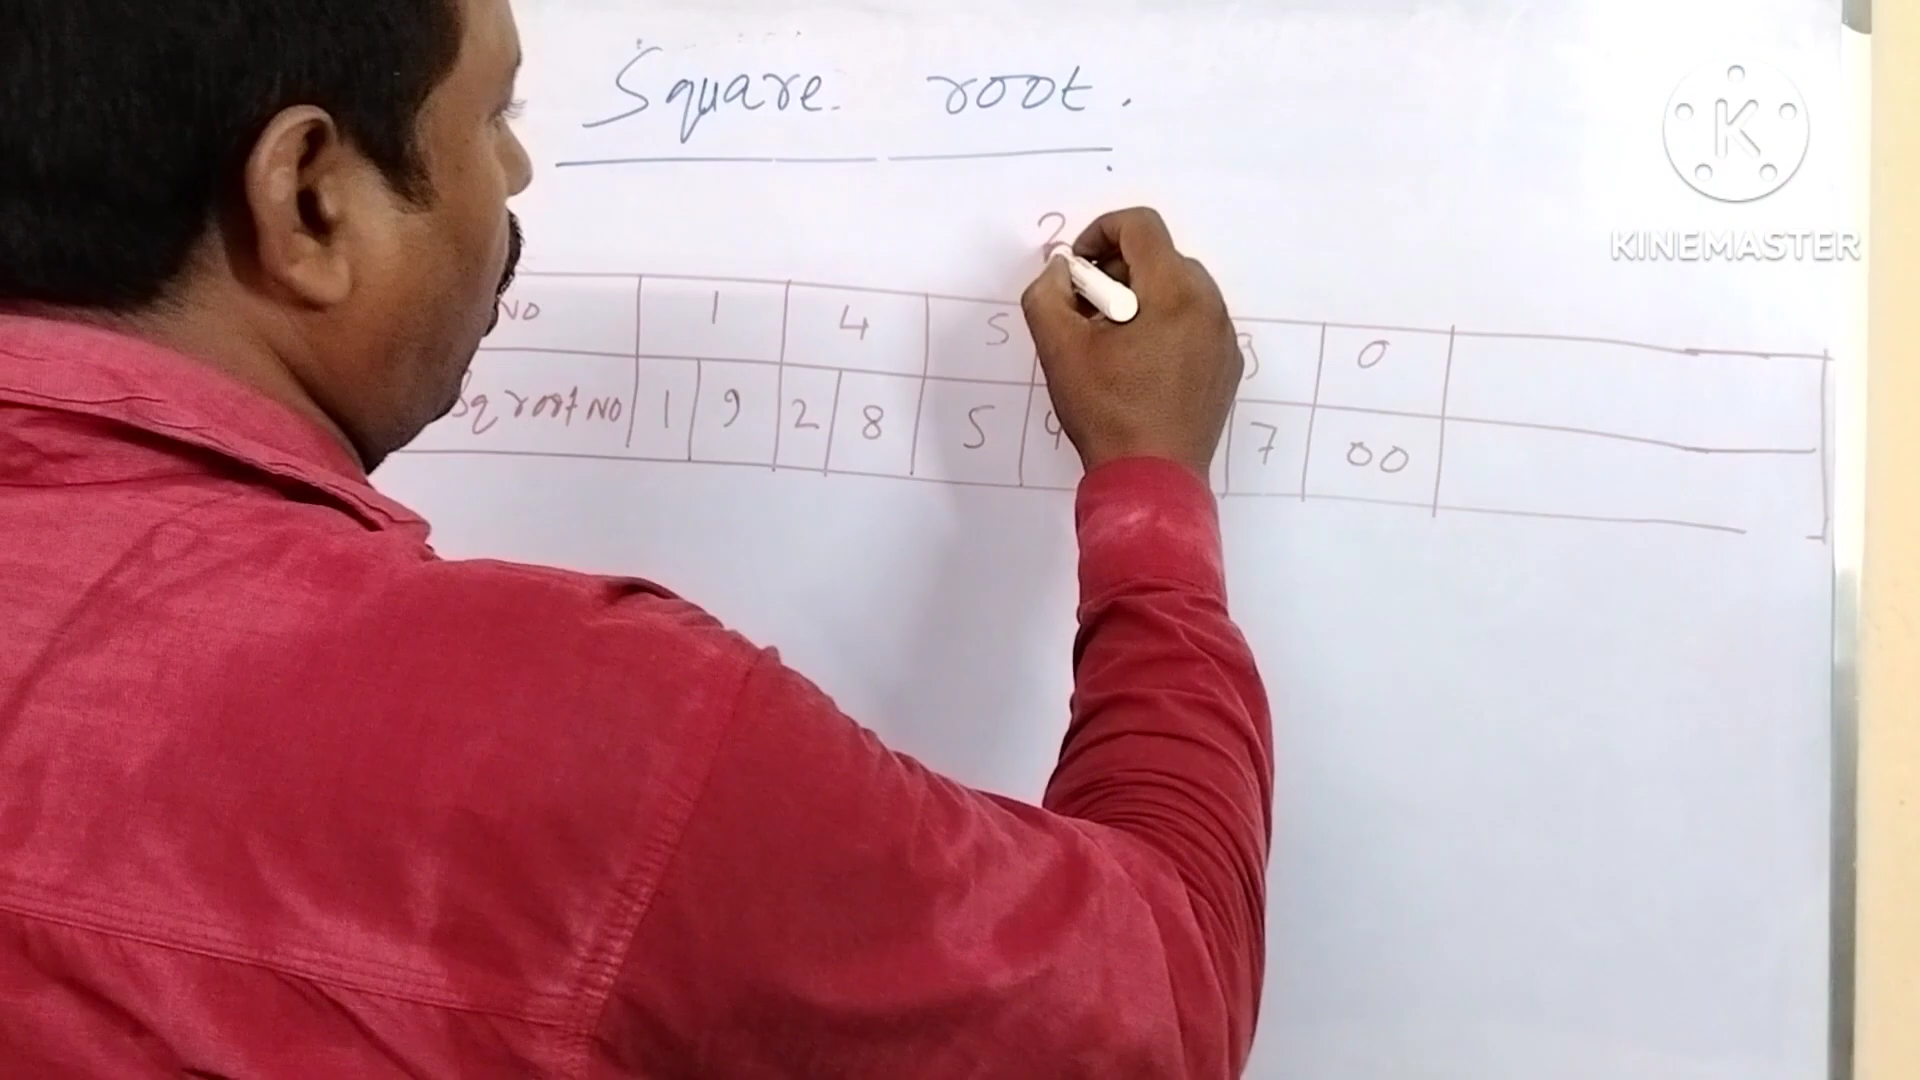 Square root.
2
NO 1 4 5 9 0
Sq root NO 1 9 2 8 5 7 00
K
KINEMASTER